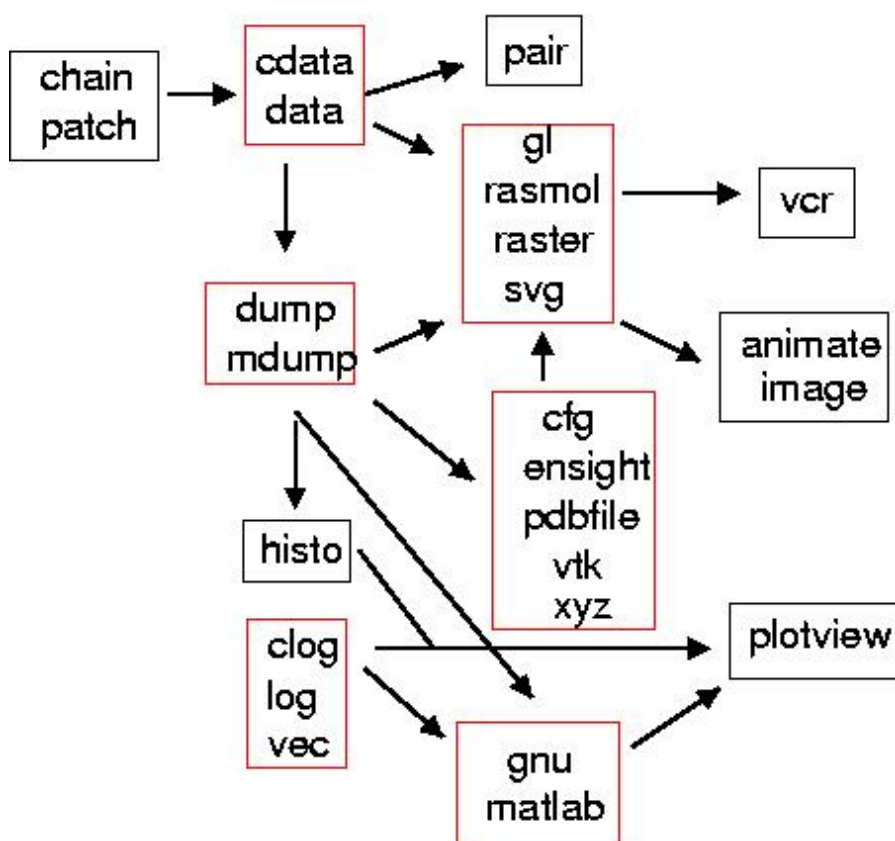 chain
patch
cdata
data
pair
gl
rasmol
raster
svg
vcr
dump
mdump
animate
image
cfg
ensight
pdbfile
vtk
xyz
histo
clog
log
vec
plotview
gnu
matlab